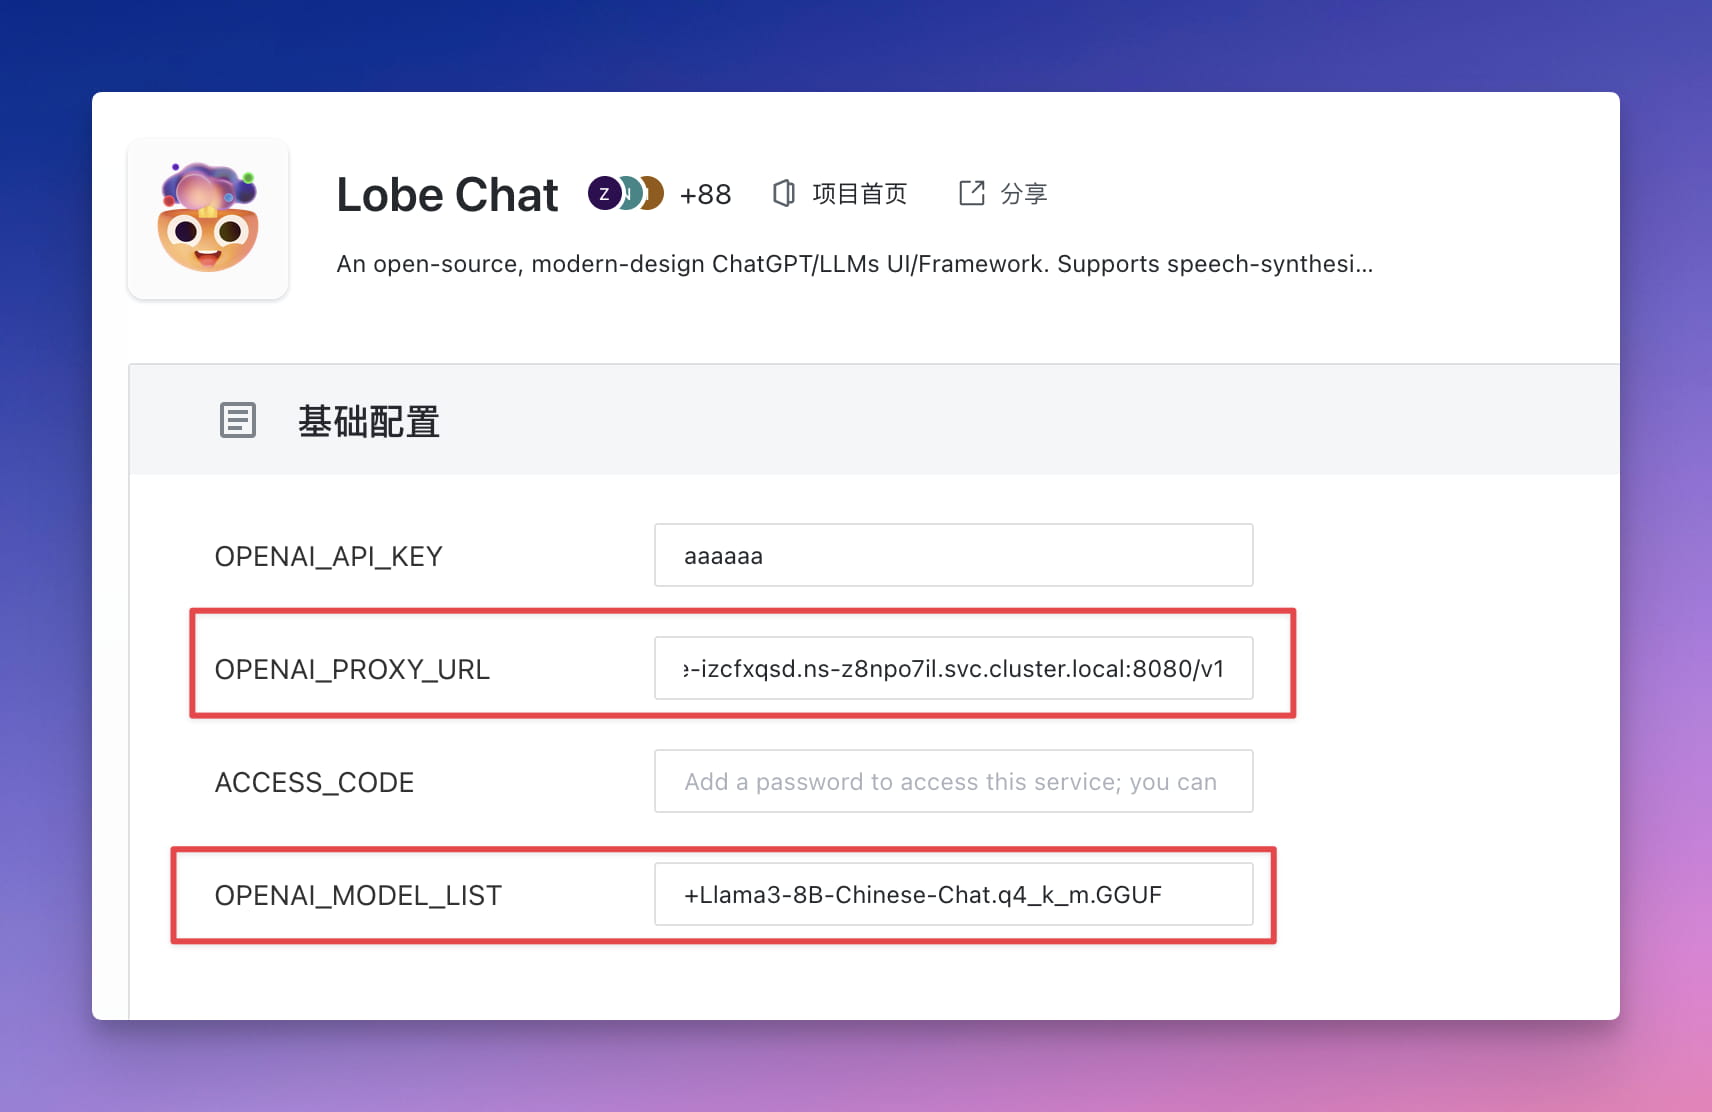 Lobe Chat Z N +88 项目首页 分享
An open-source, modern-design ChatGPT/LLMs UI/Framework. Supports speech-synthesi...
基础配置
OPENAI_API_KEY aaaaaa
OPENAI_PROXY_URL -izcfxqsd.ns-z8npo7il.svc.cluster.local:8080/v1
ACCESS_CODE Add a password to access this service; you can
OPENAI_MODEL_LIST +Llama3-8B-Chinese-Chat.q4_k_m.GGUF